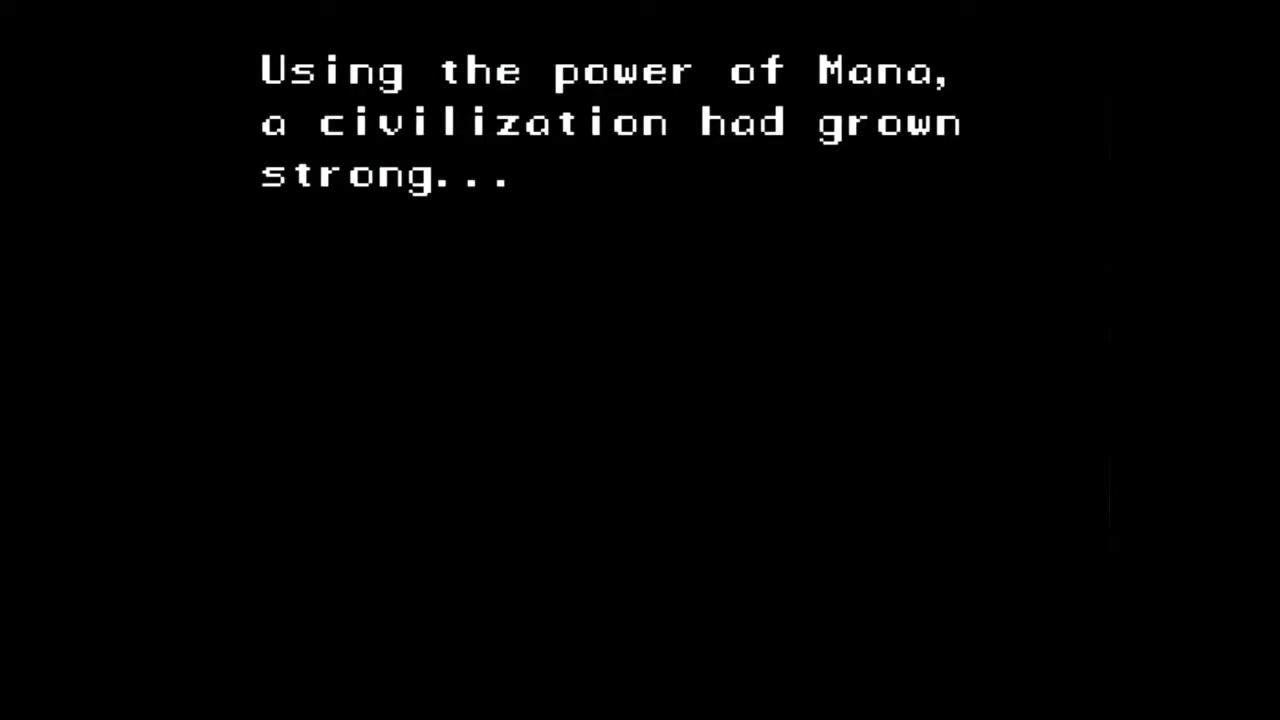 Using the power of Mana,
a civilization had grown
strong...